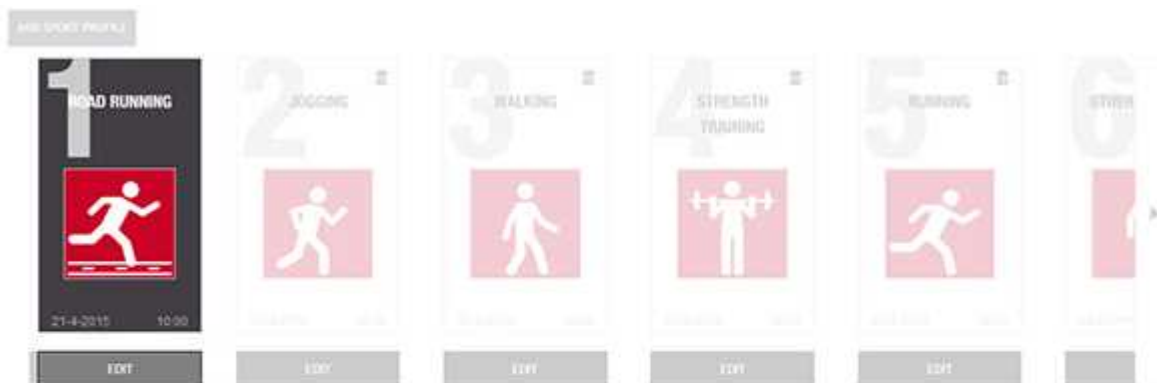 ADD SPORT PROFILE
1
ROAD RUNNING
21-4-2015 10:00
EDIT
2
JOGGING
EDIT
3
WALKING
EDIT
4
STRENGTH
TRAINING
EDIT
5
RUNNING
EDIT
6